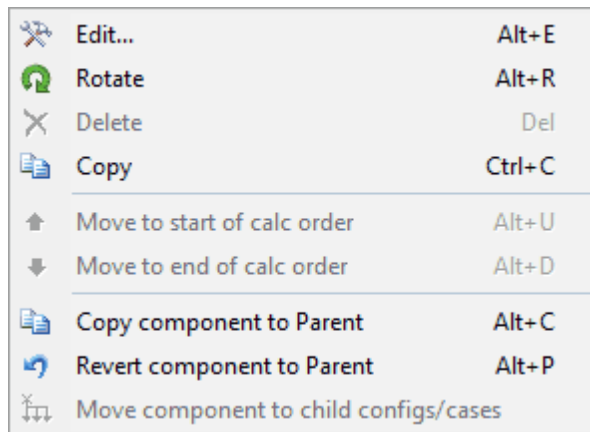 Edit... Alt+E
Rotate Alt+R
Delete Del
Copy Ctrl+C
Move to start of calc order Alt+U
Move to end of calc order Alt+D
Copy component to Parent Alt+C
Revert component to Parent Alt+P
Move component to child configs/cases